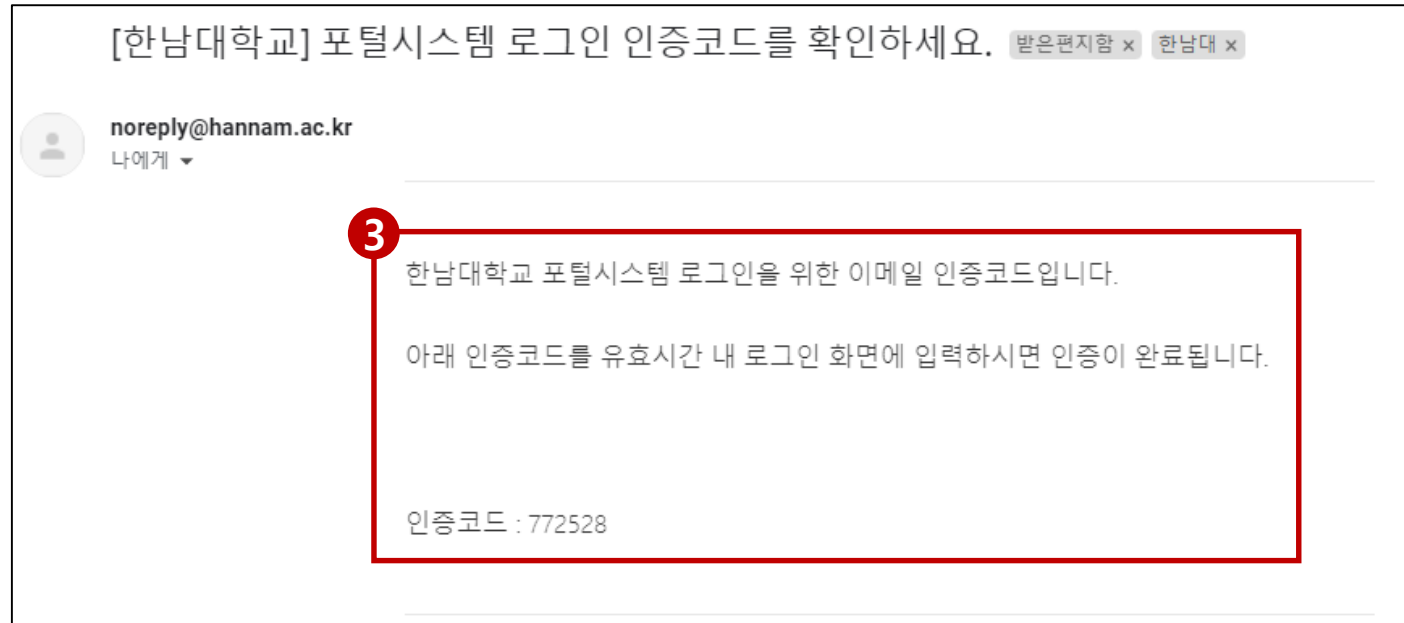 [한남대학교] 포털시스템 로그인 인증코드를 확인하세요. 받은편지함 x 한남대 x
noreply@hannam.ac.kr
나에게
3
한남대학교 포털시스템 로그인을 위한 이메일 인증코드입니다.
아래 인증코드를 유효시간 내 로그인 화면에 입력하시면 인증이 완료됩니다.
인증코드 : 772528